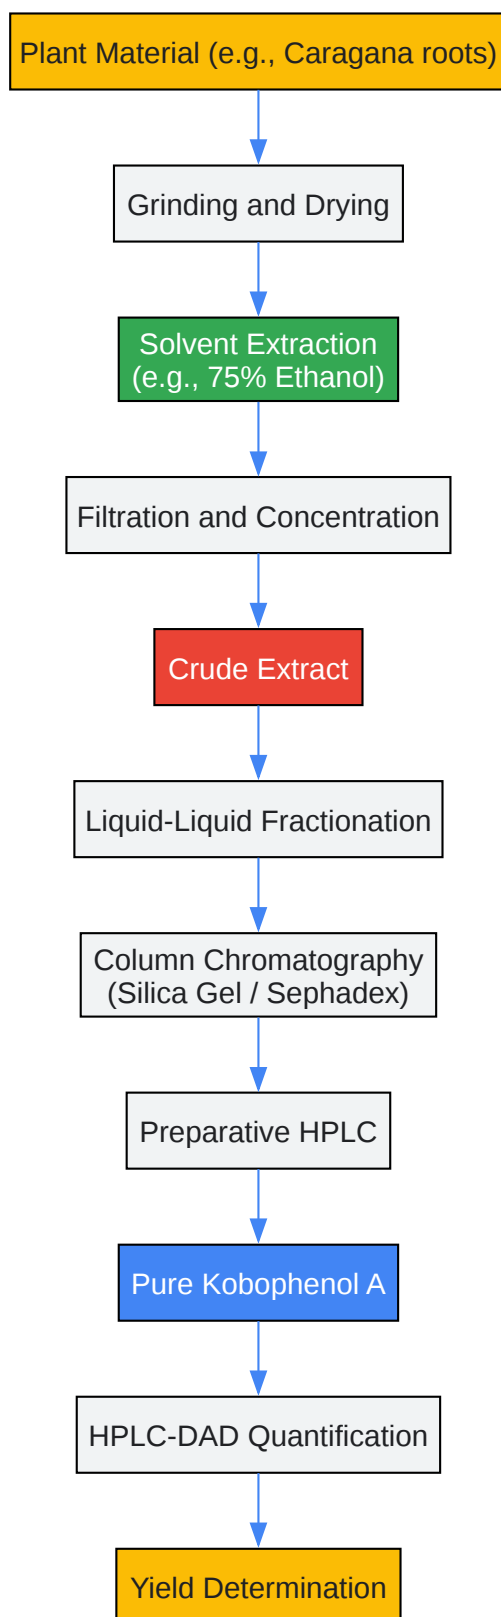 Plant Material (e.g., Caragana roots)
Grinding and Drying
Solvent Extraction
(e.g., 75% Ethanol)
Filtration and Concentration
Crude Extract
Liquid-Liquid Fractionation
Column Chromatography
(Silica Gel / Sephadex)
Preparative HPLC
Pure Kobophenol A
HPLC-DAD Quantification
Yield Determination